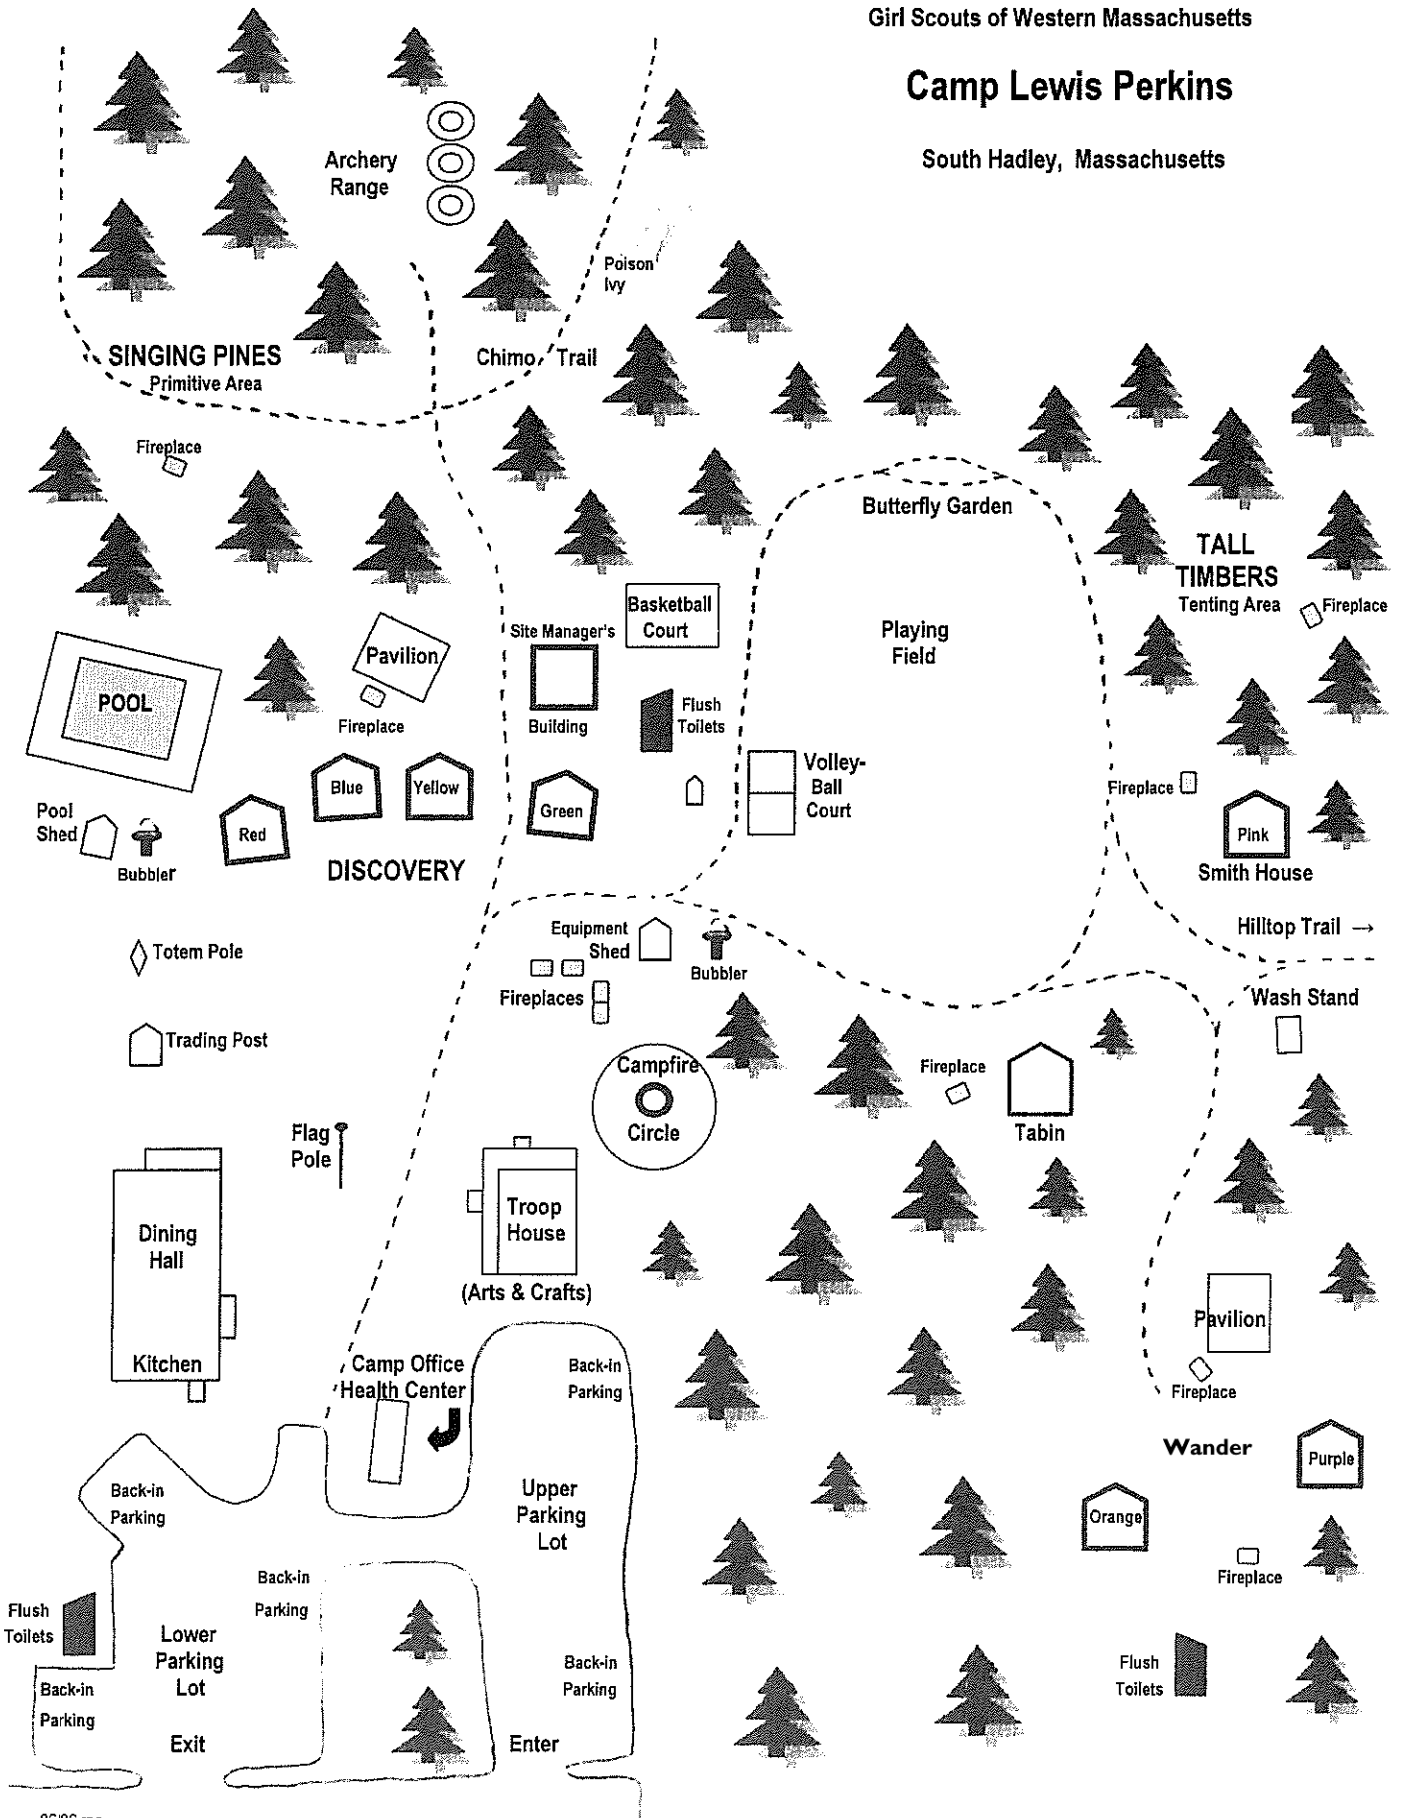 Girl Scouts of Western Massachusetts
Camp Lewis Perkins
South Hadley, Massachusetts
Archery
Range
Poison
Ivy
SINGING PINES
Primitive Area
Chimo Trail
Fireplace
Butterfly Garden
TALL
TIMBERS
Tenting Area
Fireplace
Basketball
Court
Site Manager's
Building
Playing
Field
Pavilion
Fireplace
POOL
Flush
Toilets
Volley-
Ball
Court
Fireplace
Blue
Yellow
Green
Red
Pool
Shed
Bubbler
DISCOVERY
Pink
Smith House
Hilltop Trail →
Equipment
Shed
Bubbler
Totem Pole
Fireplaces
Wash Stand
Trading Post
Campfire
Circle
Fireplace
Tabin
Flag
Pole
Dining
Hall
Kitchen
Troop
House
(Arts & Crafts)
Pavilion
Fireplace
Camp Office
Health Center
Back-in
Parking
Wander
Purple
Orange
Fireplace
Back-in
Parking
Upper
Parking
Lot
Back-in
Parking
Flush
Toilets
Lower
Parking
Lot
Back-in
Parking
Back-in
Parking
Flush
Toilets
Exit
Enter